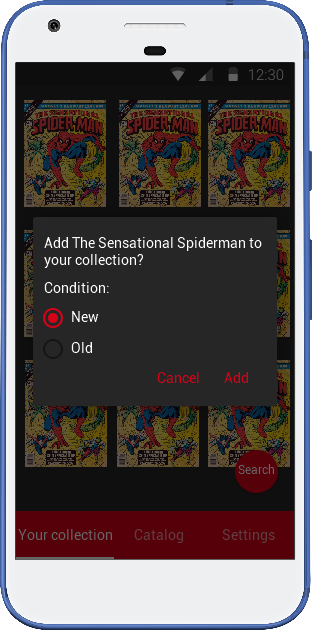 12:30
SPIDER-MAN
SPIDER-MAN
SPIDER-MAN
Add The Sensational Spiderman to
your collection?
Condition:
New
Old
Cancel
Add
Search
Your collection
Catalog
Settings